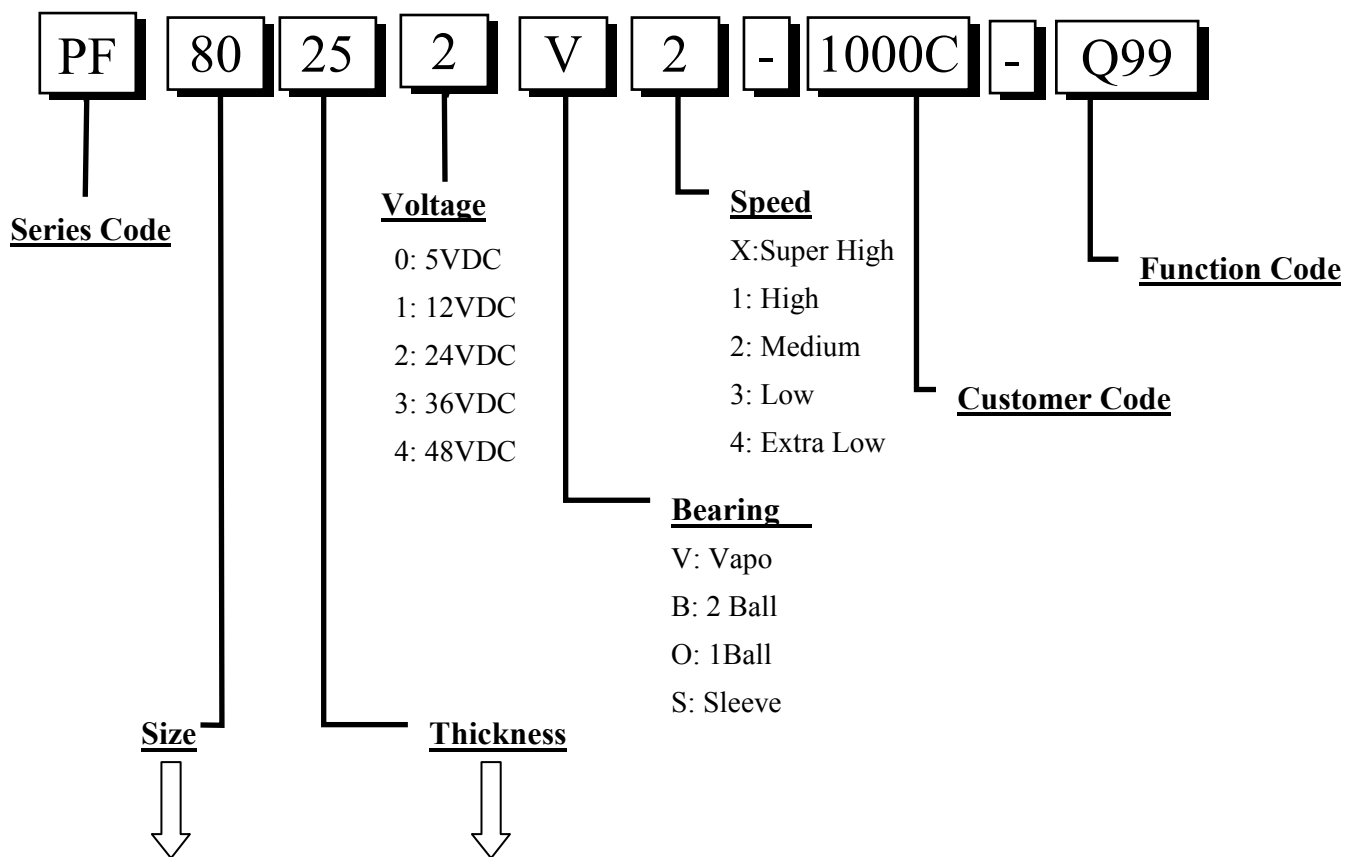 PF 80 25 2 V 2 - 1000C - Q99
Series Code
Voltage
0: 5VDC
1: 12VDC
2: 24VDC
3: 36VDC
4: 48VDC
Speed
X:Super High
1: High
2: Medium
3: Low
4: Extra Low
Function Code
Customer Code
Bearing
V: Vapo
B: 2 Ball
O: 1Ball
S: Sleeve
Size
Thickness